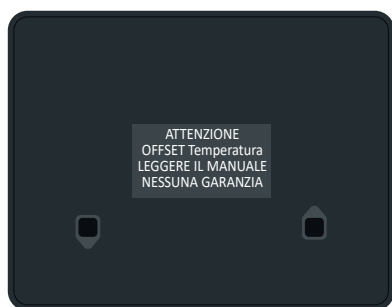 ATTENZIONE
OFFSET Temperatura
LEGGERE IL MANUALE
NESSUNA GARANZIA